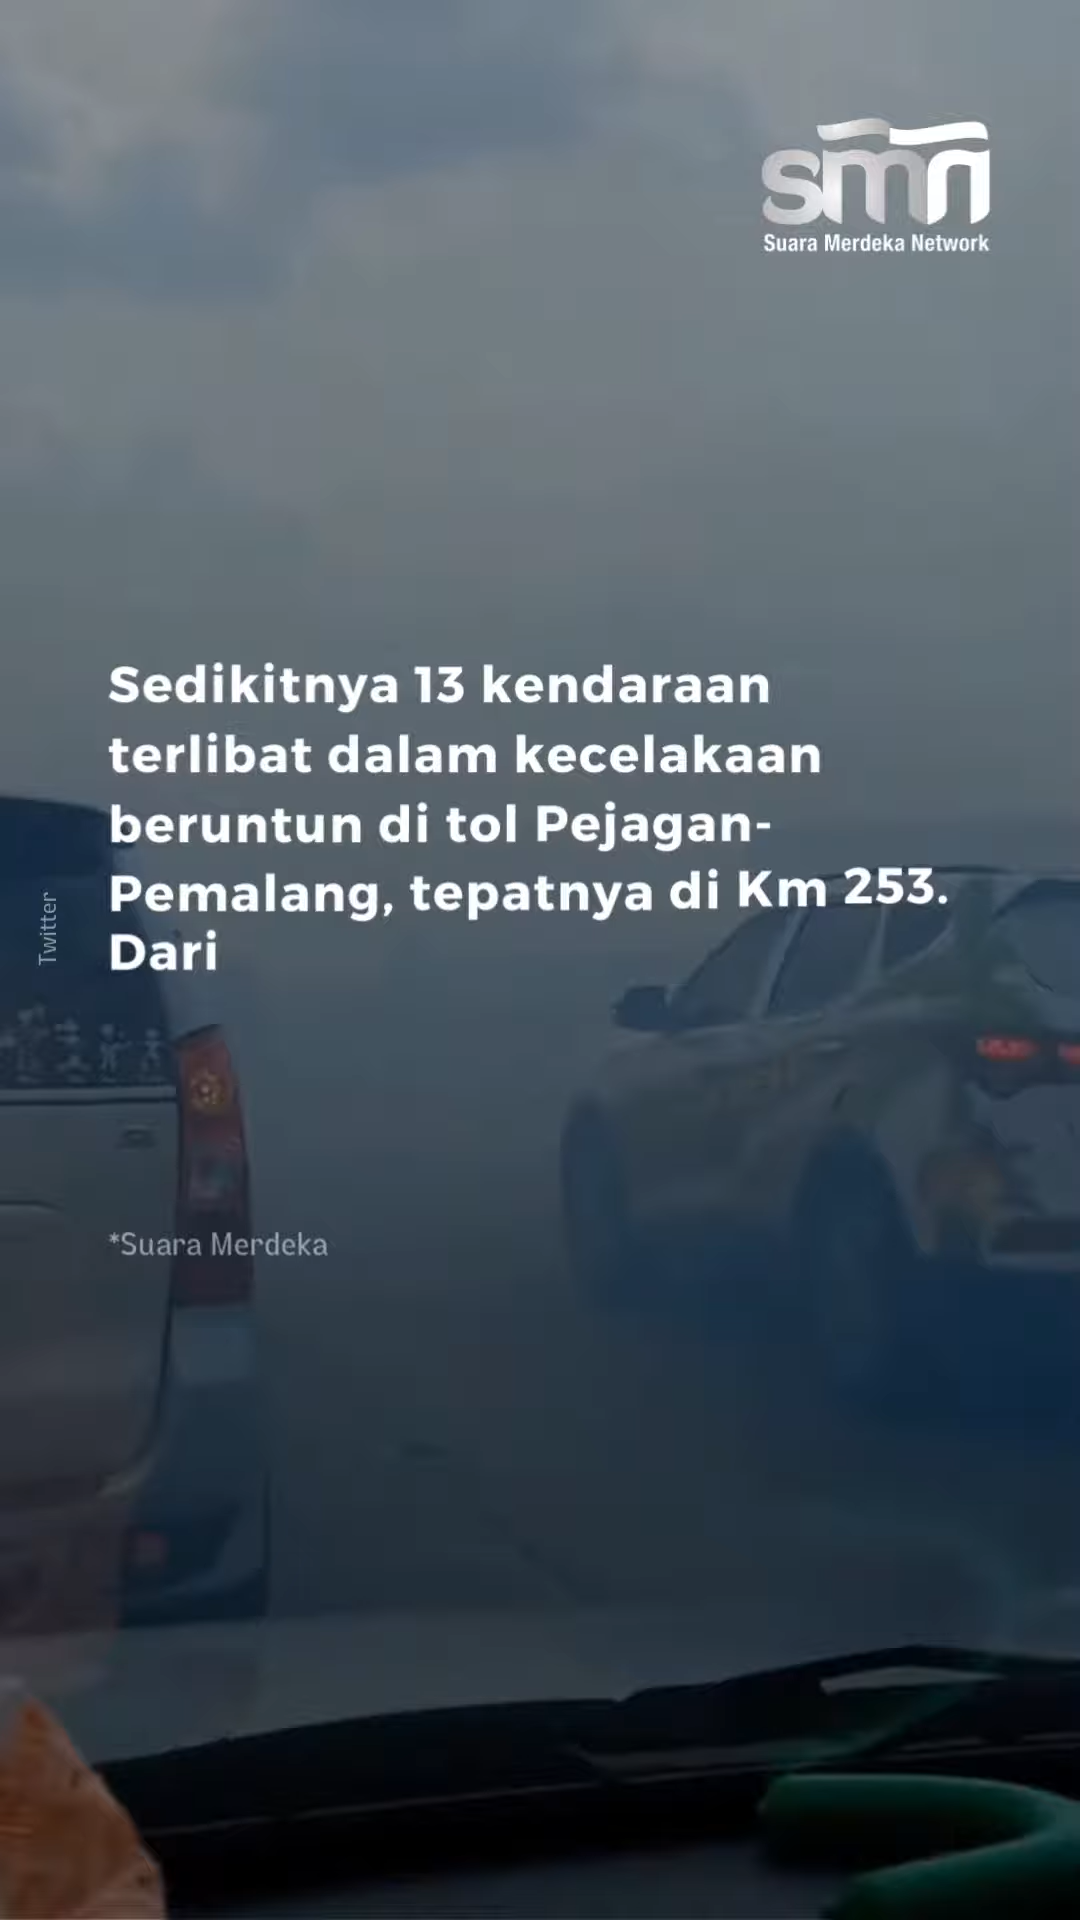 smn
Suara Merdeka Network
Sedikitnya 13 kendaraan
terlibat dalam kecelakaan
beruntun di tol Pejagan-
Pemalang, tepatnya di Km 253.
Dari
Twitter
*Suara Merdeka